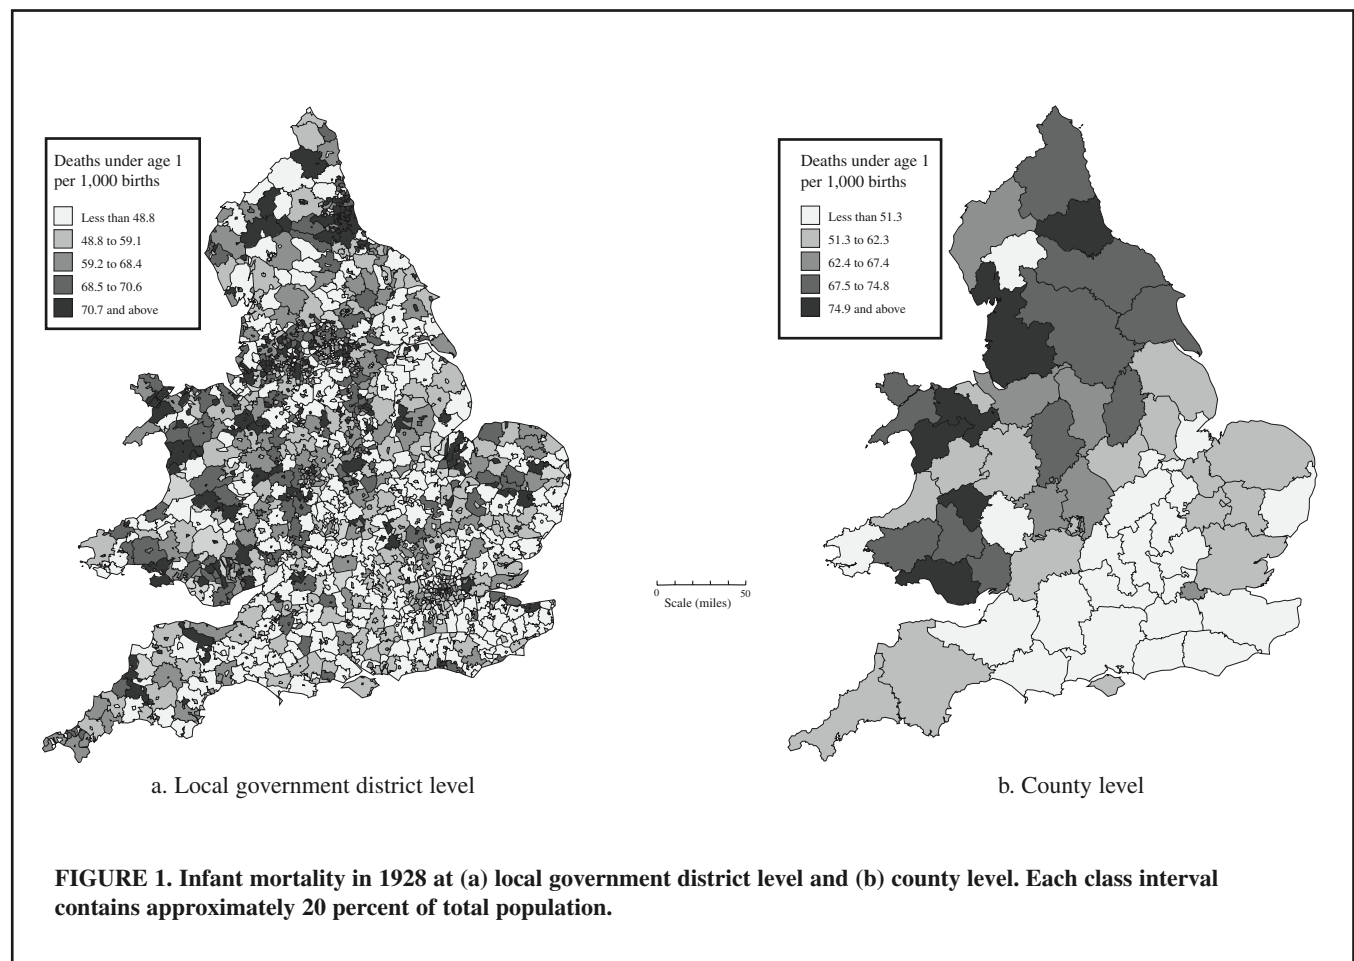 Deaths under age 1
per 1,000 births
Less than 48.8
48.8 to 59.1
59.2 to 68.4
68.5 to 70.6
70.7 and above
a. Local government district level
0 50
Scale (miles)
Deaths under age 1
per 1,000 births
Less than 51.3
51.3 to 62.3
62.4 to 67.4
67.5 to 74.8
74.9 and above
b. County level
FIGURE 1. Infant mortality in 1928 at (a) local government district level and (b) county level. Each class interval
contains approximately 20 percent of total population.